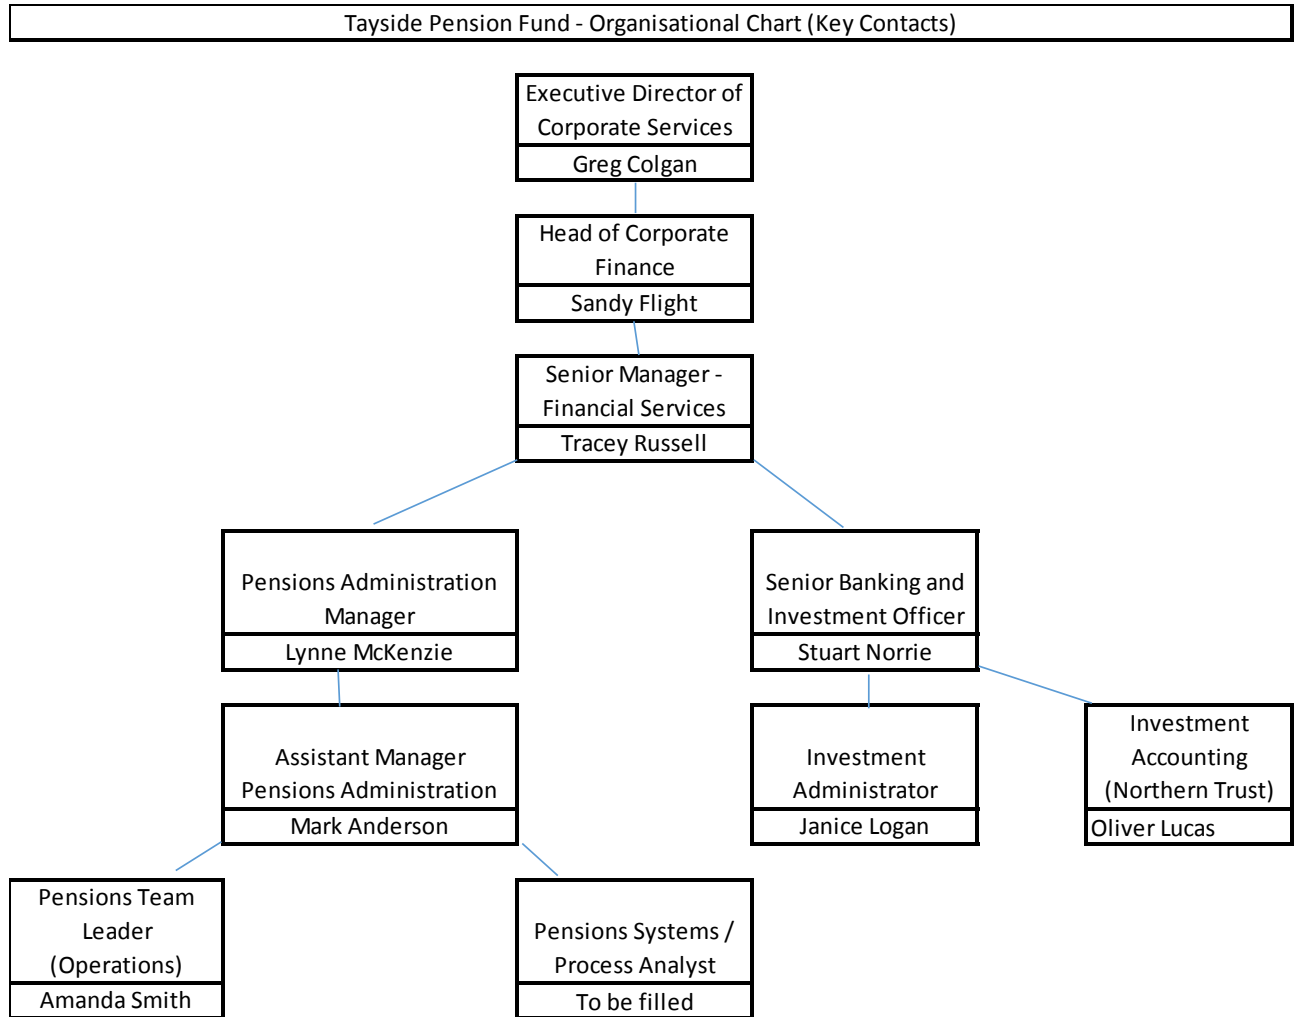 Tayside Pension Fund - Organisational Chart (Key Contacts)
Executive Director of
Corporate Services
Greg Colgan
Head of Corporate
Finance
Sandy Flight
Senior Manager -
Financial Services
Tracey Russell
Pensions Administration
Manager
Lynne McKenzie
Senior Banking and
Investment Officer
Stuart Norrie
Assistant Manager
Pensions Administration
Mark Anderson
Investment
Administrator
Janice Logan
Investment
Accounting
(Northern Trust)
Oliver Lucas
Pensions Team
Leader
(Operations)
Amanda Smith
Pensions Systems /
Process Analyst
To be filled